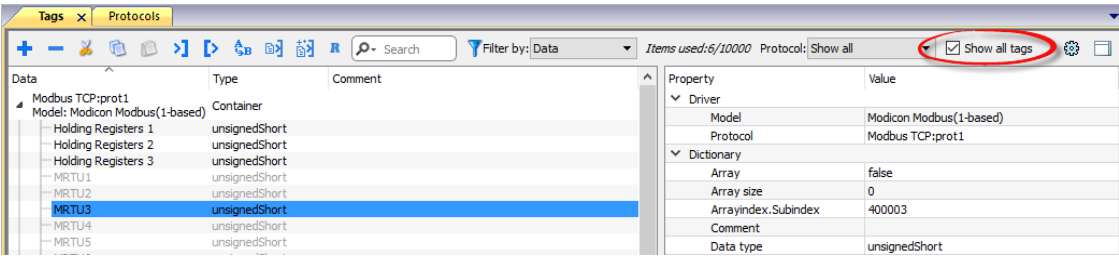 Tags x Protocols
A B R Search Filter by: Data Items used:6/10000 Protocol: Show all Show all tags
Data Type Comment Property Value
Modbus TCP:prot1
Model: Modicon Modbus(1-based) Container
Driver
Holding Registers 1 unsignedShort Model Modicon Modbus(1-based)
Holding Registers 2 unsignedShort Protocol Modbus TCP:prot1
Holding Registers 3 unsignedShort Dictionary
MRTU1 unsignedShort Array false
MRTU2 unsignedShort Array size 0
MRTU3 unsignedShort Arrayindex.Subindex 400003
MRTU4 unsignedShort Comment
MRTU5 unsignedShort Data type unsignedShort